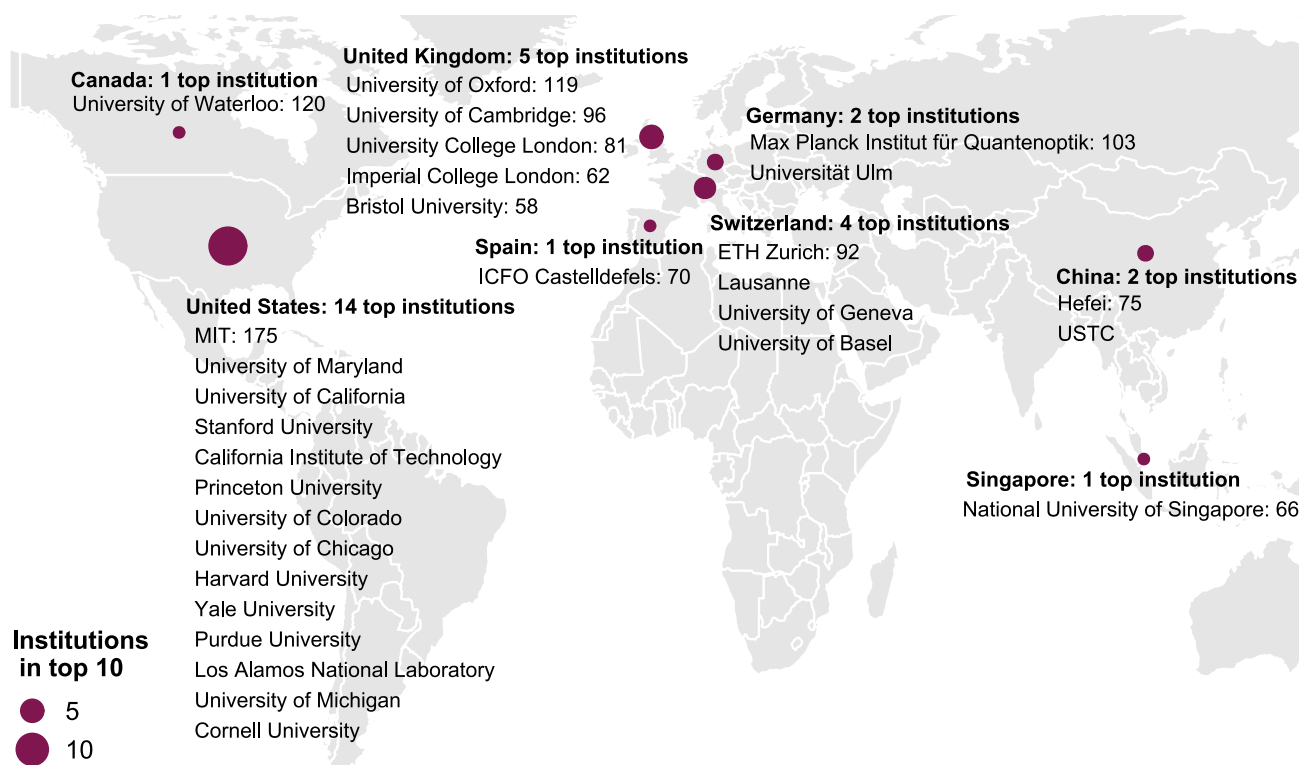 Canada: 1 top institution
University of Waterloo: 120
United Kingdom: 5 top institutions
University of Oxford: 119
University of Cambridge: 96
University College London: 81
Imperial College London: 62
Bristol University: 58
Germany: 2 top institutions
Max Planck Institut für Quantenoptik: 103
Universität Ulm
Spain: 1 top institution
ICFO Castelldefels: 70
Switzerland: 4 top institutions
ETH Zurich: 92
Lausanne
University of Geneva
University of Basel
China: 2 top institutions
Hefei: 75
USTC
United States: 14 top institutions
MIT: 175
University of Maryland
University of California
Stanford University
California Institute of Technology
Princeton University
University of Colorado
University of Chicago
Harvard University
Yale University
Purdue University
Los Alamos National Laboratory
University of Michigan
Cornell University
Singapore: 1 top institution
National University of Singapore: 66
Institutions
in top 10
5
10